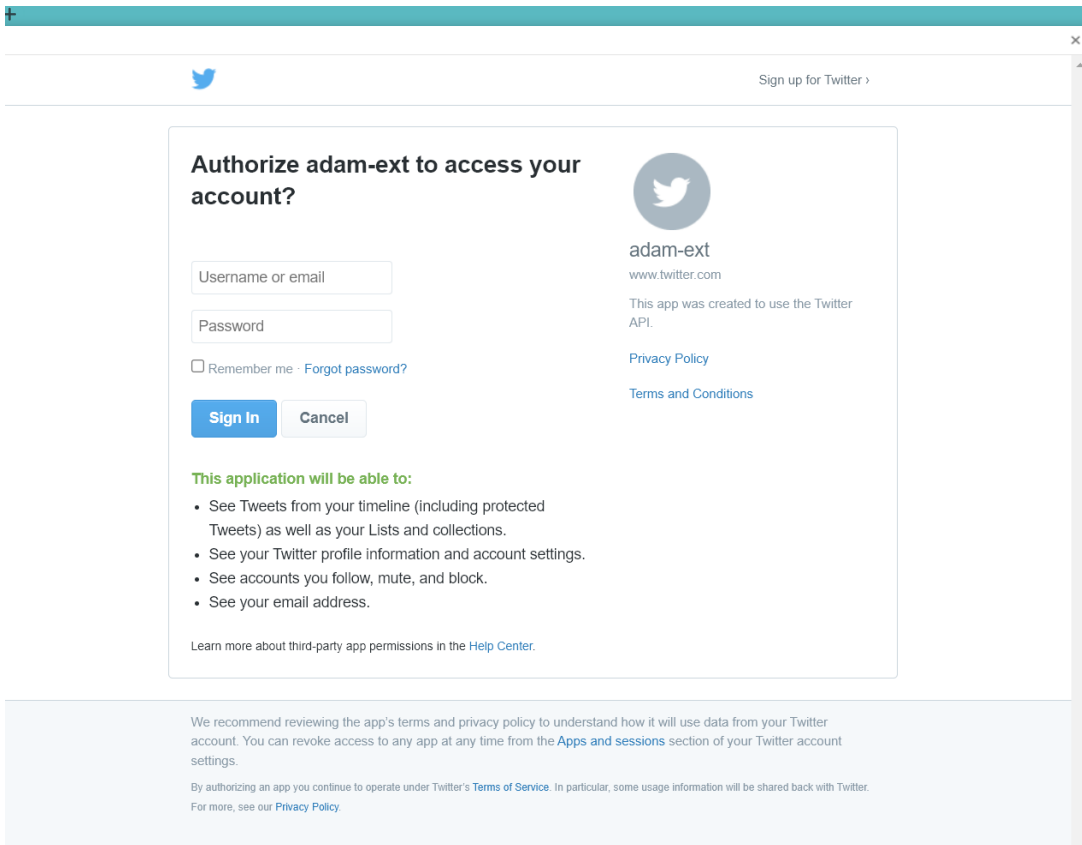 Sign up for Twitter ›
Authorize adam-ext to access your
account?
Username or email
Password
Remember me · Forgot password?
Sign In Cancel
This application will be able to:
• See Tweets from your timeline (including protected
Tweets) as well as your Lists and collections.
• See your Twitter profile information and account settings.
• See accounts you follow, mute, and block.
• See your email address.
Learn more about third-party app permissions in the Help Center.
adam-ext
www.twitter.com
This app was created to use the Twitter
API.
Privacy Policy
Terms and Conditions
We recommend reviewing the app's terms and privacy policy to understand how it will use data from your Twitter
account. You can revoke access to any app at any time from the Apps and sessions section of your Twitter account
settings.
By authorizing an app you continue to operate under Twitter's Terms of Service. In particular, some usage information will be shared back with Twitter.
For more, see our Privacy Policy.